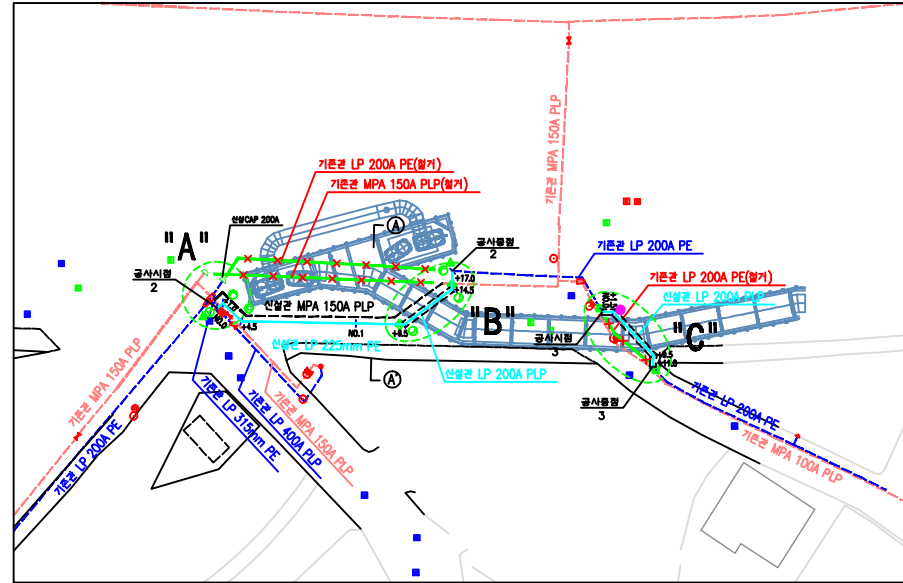 기존관 MPA 150A PLP
기존관 LP 200A PE(철거)
기존관 MPA 150A PLP(철거)
신설CAP 200A
"A"
A
공사종점
2
기존관 LP 200A PE
공사시점
2
+17.0
+14.5
기존관 LP 200A PE(철거)
신설관 LP 200A PLP
신설관 MPA 150A PLP
"B"
+4.5
NO.1
+6.5
"C"
신설관 LP 225mm PE
공사시점
3
신설관 LP 200A PLP
A'
+11.0
공사종점
3
기존관 MPA 150A PLP
기존관 LP 200A PE
기존관 LP 315mm PE
기존관 LP 400A PLP
기존관 MPA 150A PLP
기존관 LP 200A PE
기존관 MPA 100A PLP